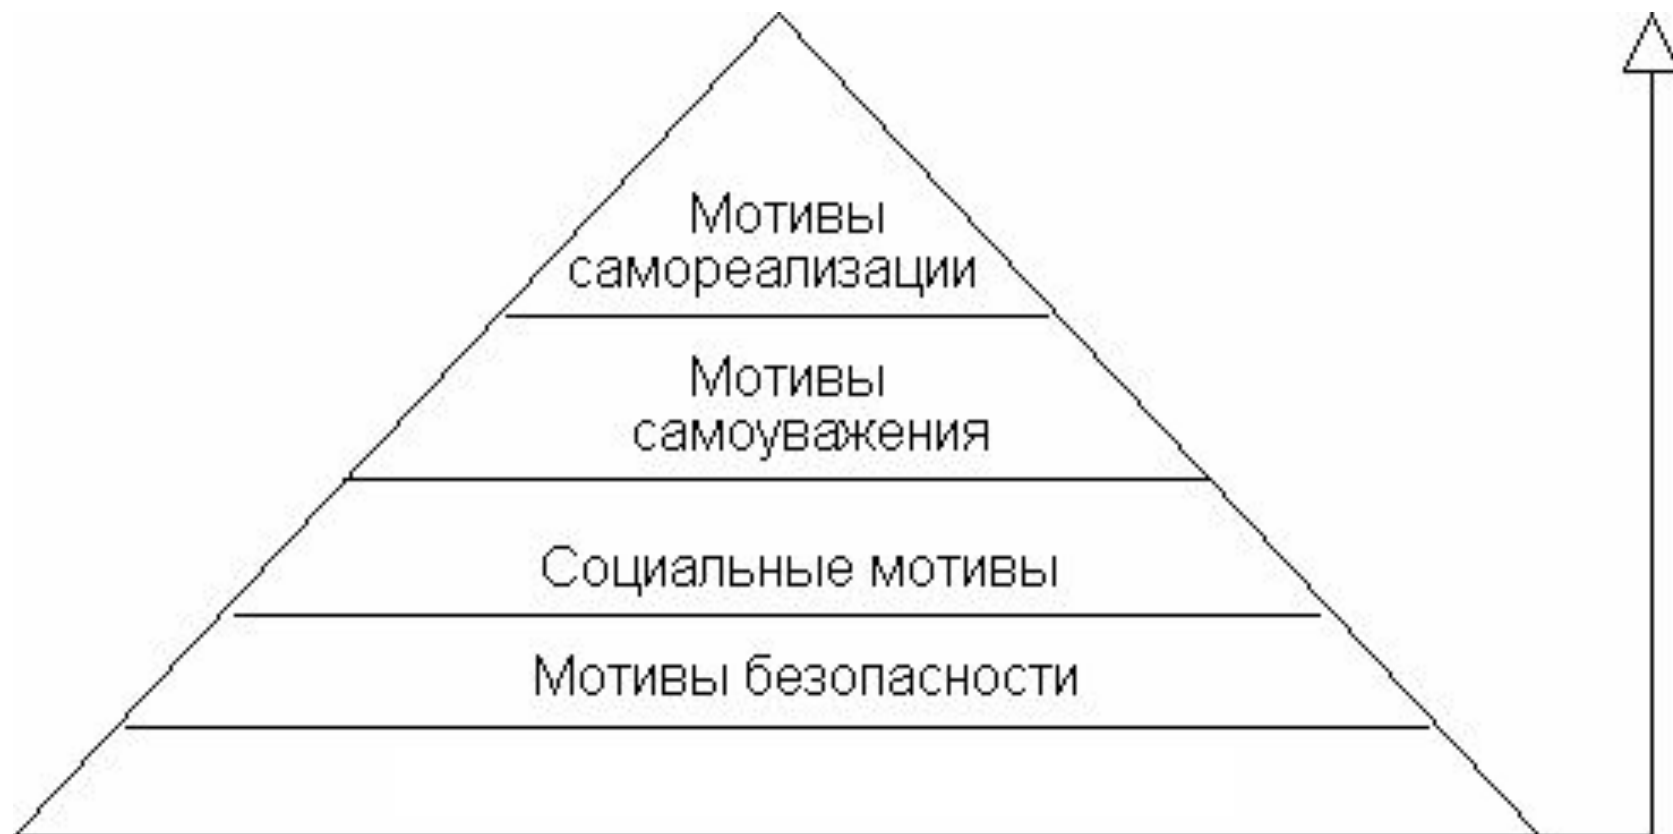 Мотивы
самореализации
Мотивы
самоуважения
Социальные мотивы
Мотивы безопасности